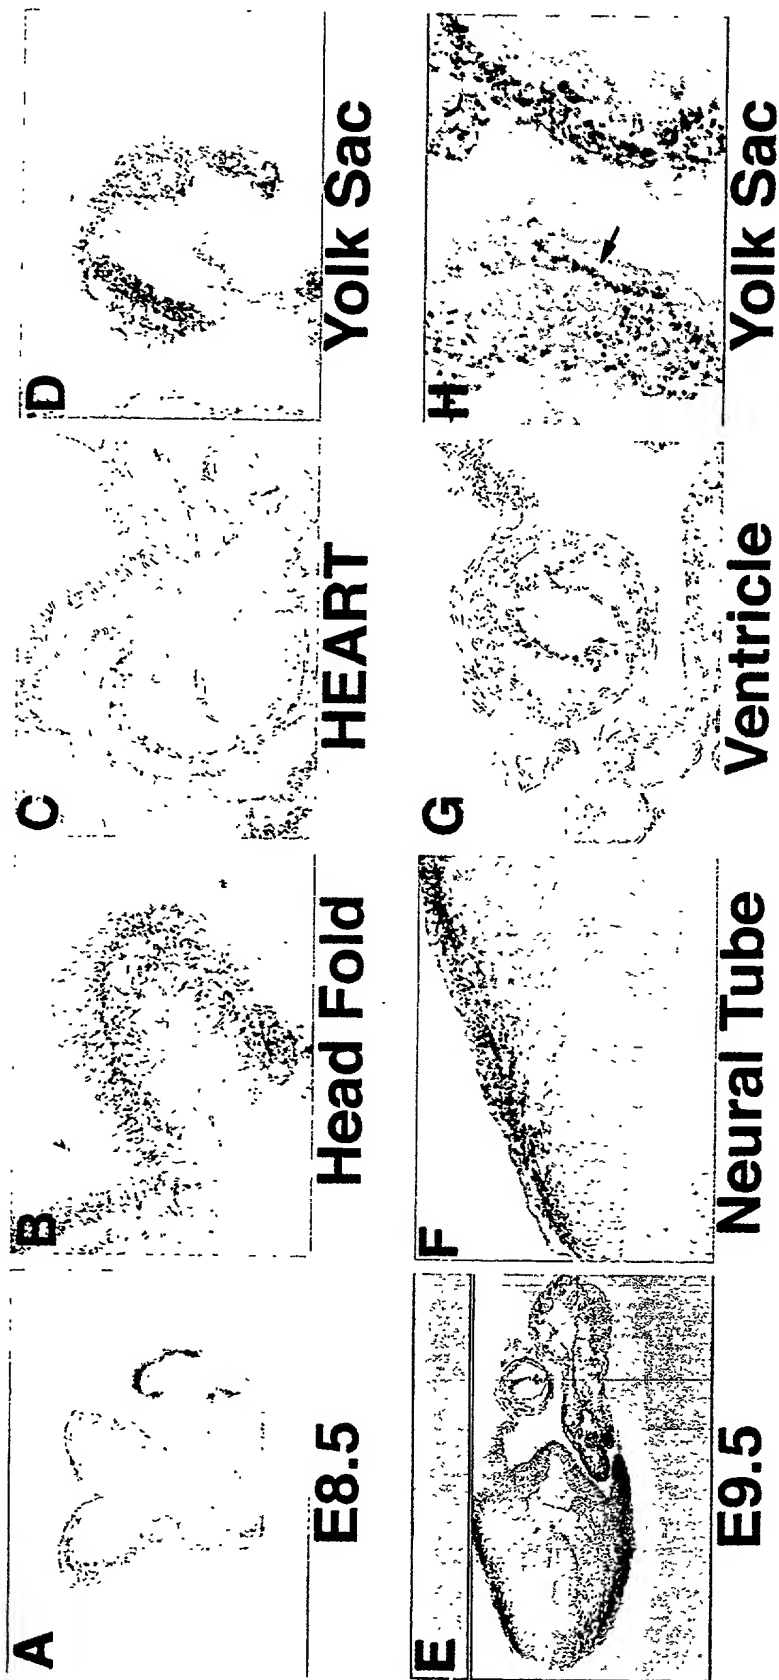 A
E8.5
B
Head Fold
C
HEART
D
Yolk Sac
E
E9.5
F
Neural Tube
G
Ventricle
H
Yolk Sac